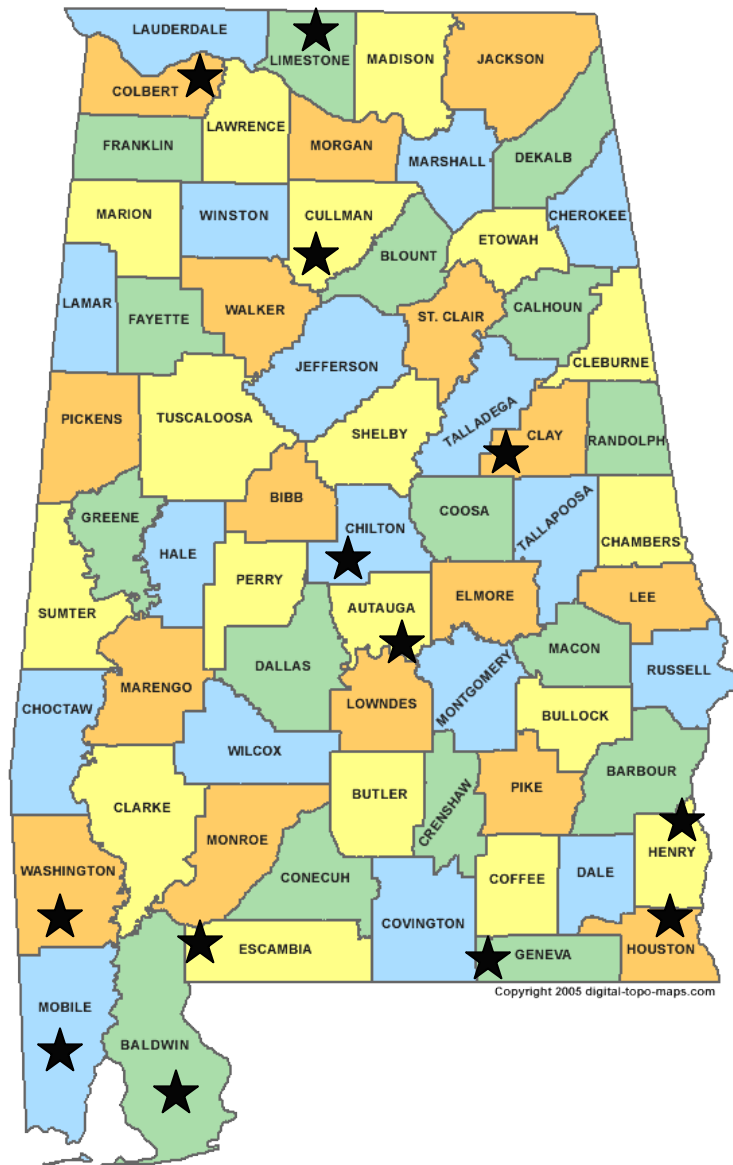 LAUDERDALE
LIMESTONE
MADISON
JACKSON
COLBERT
LAWRENCE
FRANKLIN
MORGAN
MARSHALL
DEKALB
MARION
WINSTON
CULLMAN
CHEROKEE
ETOWAH
BLOUNT
LAMAR
FAYETTE
WALKER
ST. CLAIR
CALHOUN
JEFFERSON
CLEBURNE
PICKENS
TUSCALOOSA
SHELBY
TALLADEGA
CLAY
RANDOLPH
BIBB
GREENE
HALE
CHILTON
COOSA
TALLAPOOSA
CHAMBERS
SUMTER
PERRY
AUTAUGA
ELMORE
LEE
DALLAS
MACON
RUSSELL
MARENGO
CHOCTAW
LOWNDES
MONTGOMERY
BULLOCK
WILCOX
BARBOUR
CLARKE
BUTLER
CRENSHAW
PIKE
MONROE
WASHINGTON
CONECUH
COFFEE
DALE
HENRY
COVINGTON
ESCAMBIA
GENEVA
HOUSTON
Copyright 2005 digital-topo-maps.com
MOBILE
BALDWIN